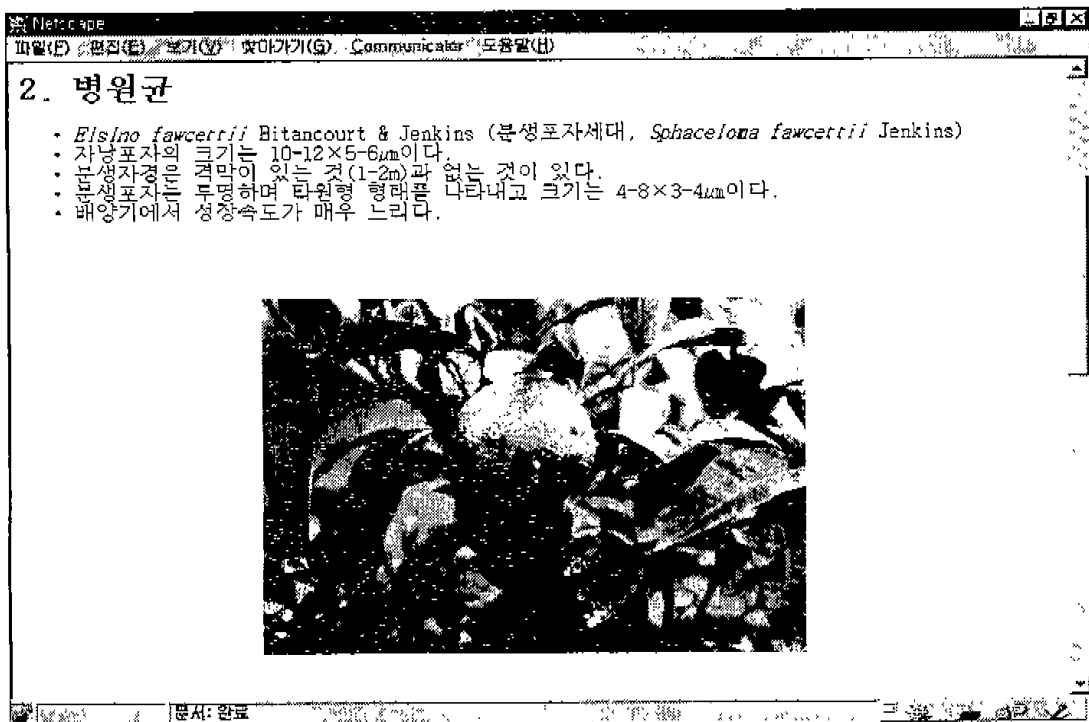 Netscape
파일(F) 편집(E) 보기(V) 찾아가기(G) Communicator 도움말(H)
2. 병원균
• Elsino fawcertii Bitancourt & Jenkins (분생포자세대, Sphaceloma fawcettii Jenkins)
• 자낭포자의 크기는 10-12×5-6㎛이다.
• 분생자경은 격막이 있는 것(1-2m)과 없는 것이 있다.
• 분생포자는 투명하며 타원형 형태를 나타내고 크기는 4-8×3-4㎛이다.
• 배양기에서 성장속도가 매우 느리다.
문서: 완료